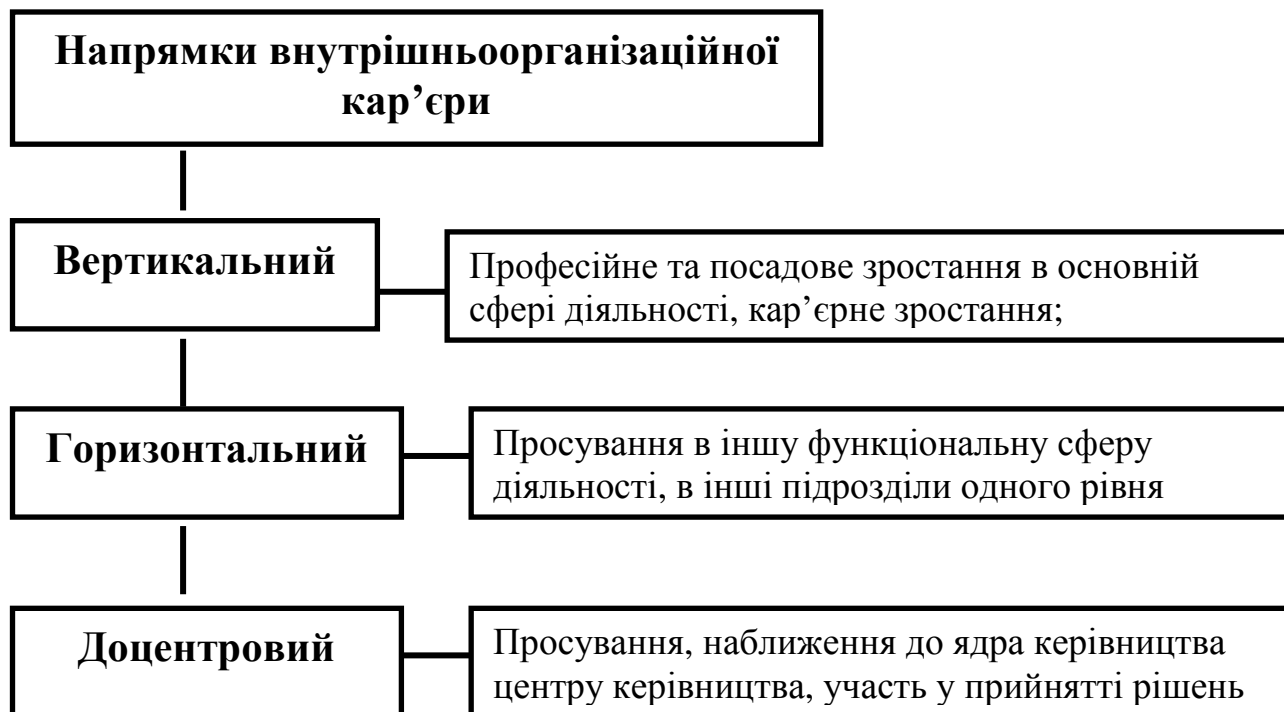 Напрямки внутрішньоорганізаційної
кар’єри
Вертикальний
Професійне та посадове зростання в основній
сфері діяльності, кар’єрне зростання;
Горизонтальний
Просування в іншу функціональну сферу
діяльності, в інші підрозділи одного рівня
Доцентровий
Просування, наближення до ядра керівництва
центру керівництва, участь у прийнятті рішень